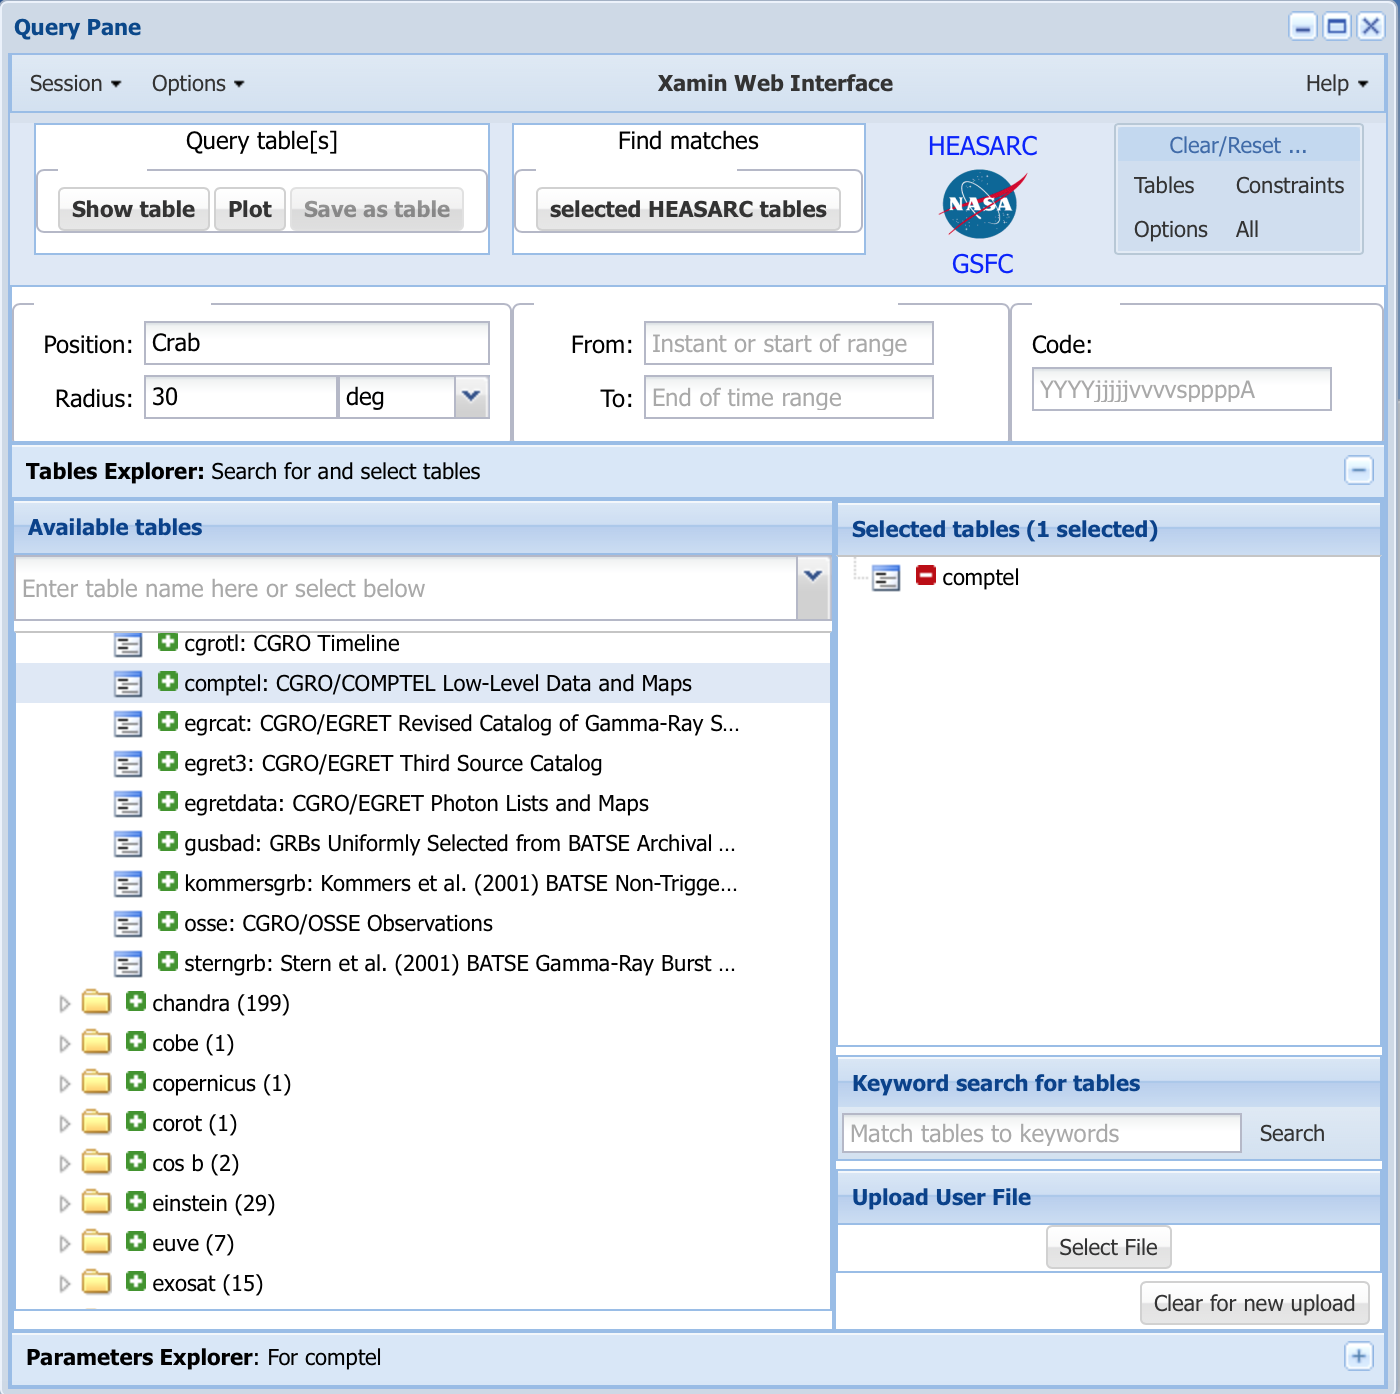 Query Pane
Session Options Xamin Web Interface Help
Query table[s]
Show table Plot Save as table
Find matches
selected HEASARC tables
HEASARC
NASA
GSFC
Clear/Reset ...
Tables Constraints
Options All
Position: Crab
Radius: 30 deg
From: Instant or start of range
To: End of time range
Code:
YYYYjjjjjvvvvsppppA
Tables Explorer: Search for and select tables
Available tables
Enter table name here or select below
cgrotl: CGRO Timeline
comptel: CGRO/COMPTEL Low-Level Data and Maps
egrcat: CGRO/EGRET Revised Catalog of Gamma-Ray S...
egret3: CGRO/EGRET Third Source Catalog
egretdata: CGRO/EGRET Photon Lists and Maps
gusbad: GRBs Uniformly Selected from BATSE Archival ...
kommersgrb: Kommers et al. (2001) BATSE Non-Trigge...
osse: CGRO/OSSE Observations
sterngrb: Stern et al. (2001) BATSE Gamma-Ray Burst ...
chandra (199)
cobe (1)
copernicus (1)
corot (1)
cos b (2)
einstein (29)
euve (7)
exosat (15)
Selected tables (1 selected)
comptel
Keyword search for tables
Match tables to keywords Search
Upload User File
Select File
Clear for new upload
Parameters Explorer: For comptel